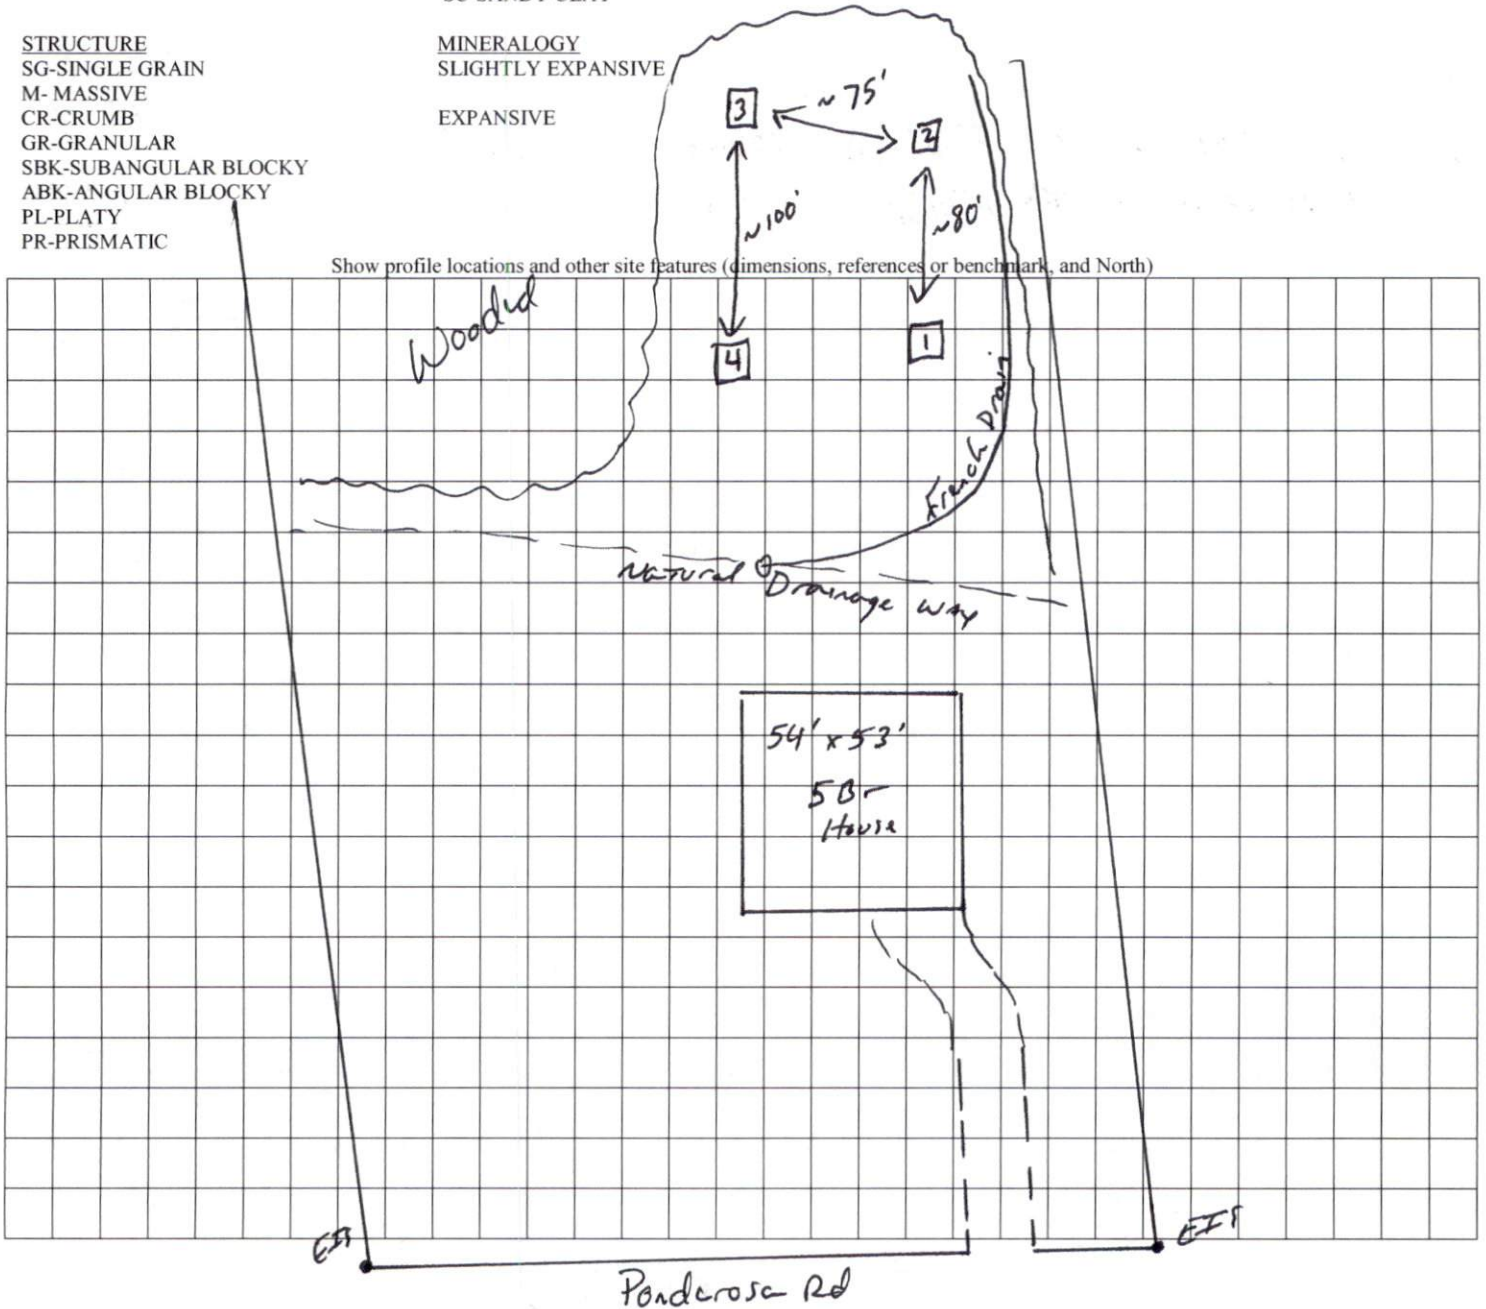 STRUCTURE
SG-SINGLE GRAIN
M- MASSIVE
CR-CRUMB
GR-GRANULAR
SBK-SUBANGULAR BLOCKY
ABK-ANGULAR BLOCKY
PL-PLATY
PR-PRISMATIC
MINERALOGY
SLIGHTLY EXPANSIVE
EXPANSIVE
3
~75'
2
~100'
~80'
Show profile locations and other site features (dimensions, references or benchmark, and North)
Wooded
4
1
French Drain
Natural Drainage Way
54' x 53'
5 Br
House
EIP
EIP
Ponderosa Rd